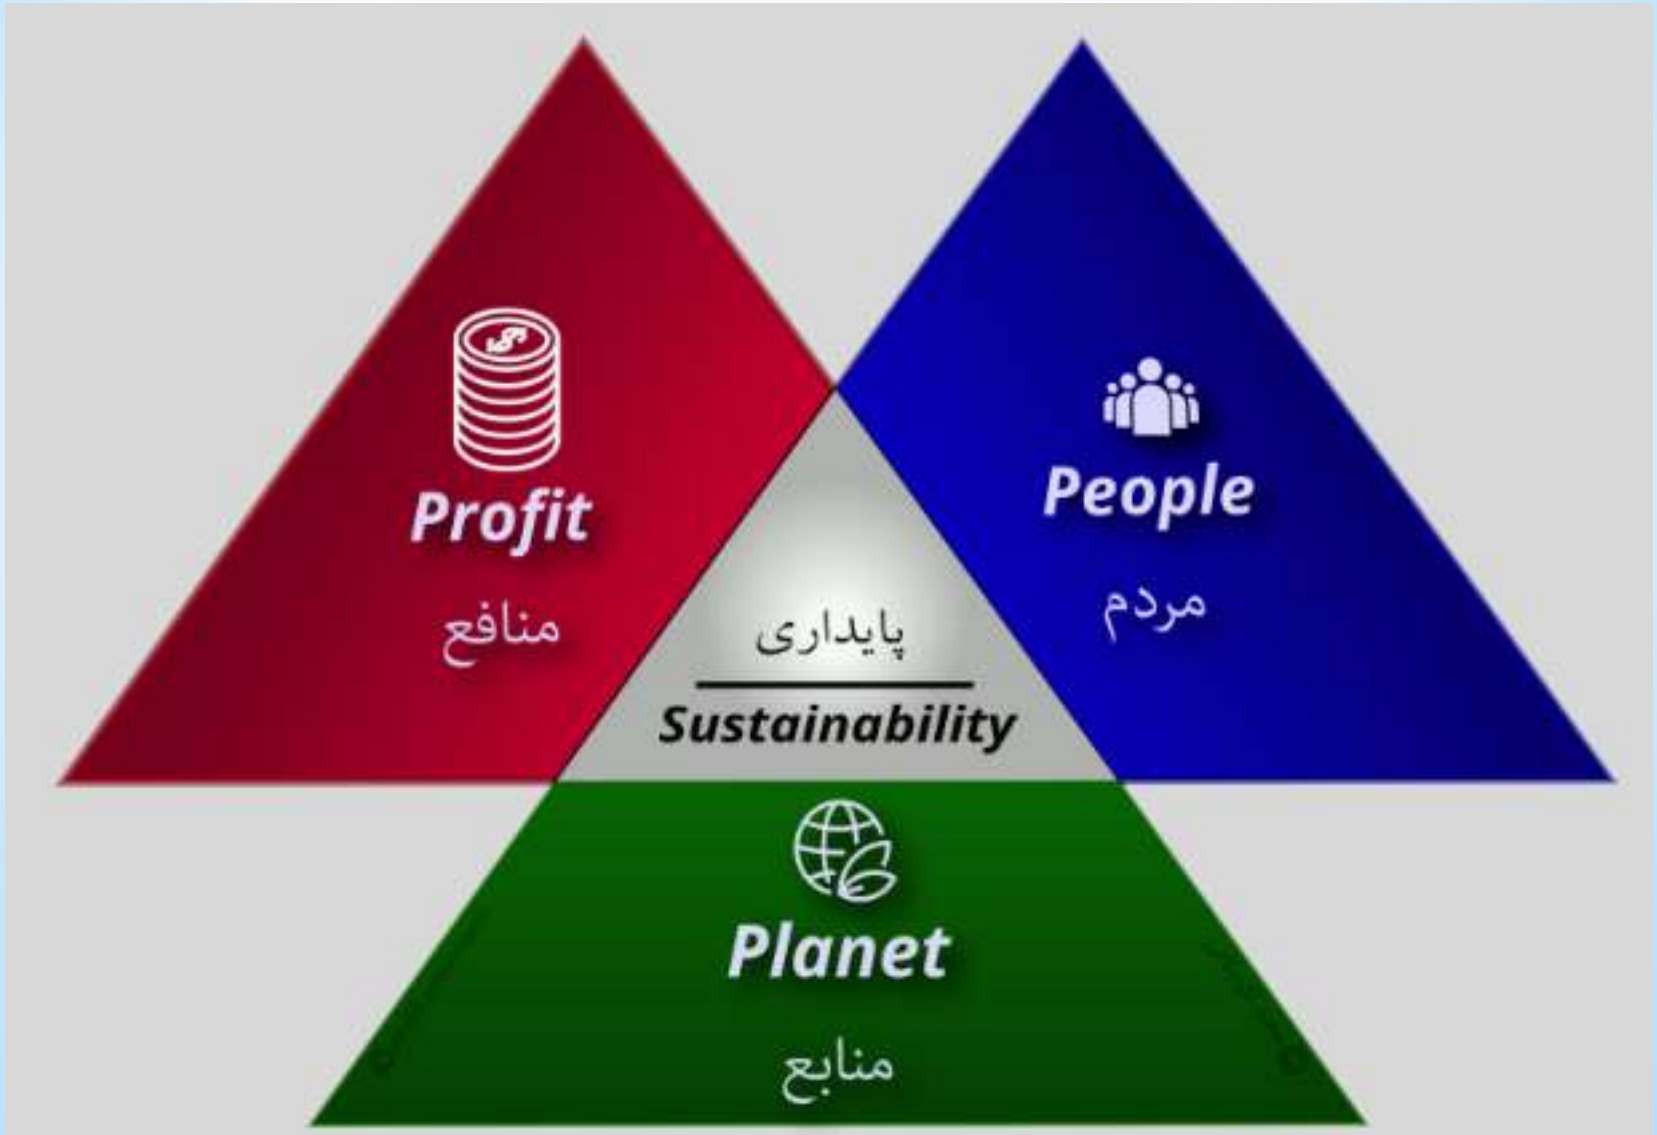 $
Profit
منافع
People
مردم
پایداری
Sustainability
Planet
منابع